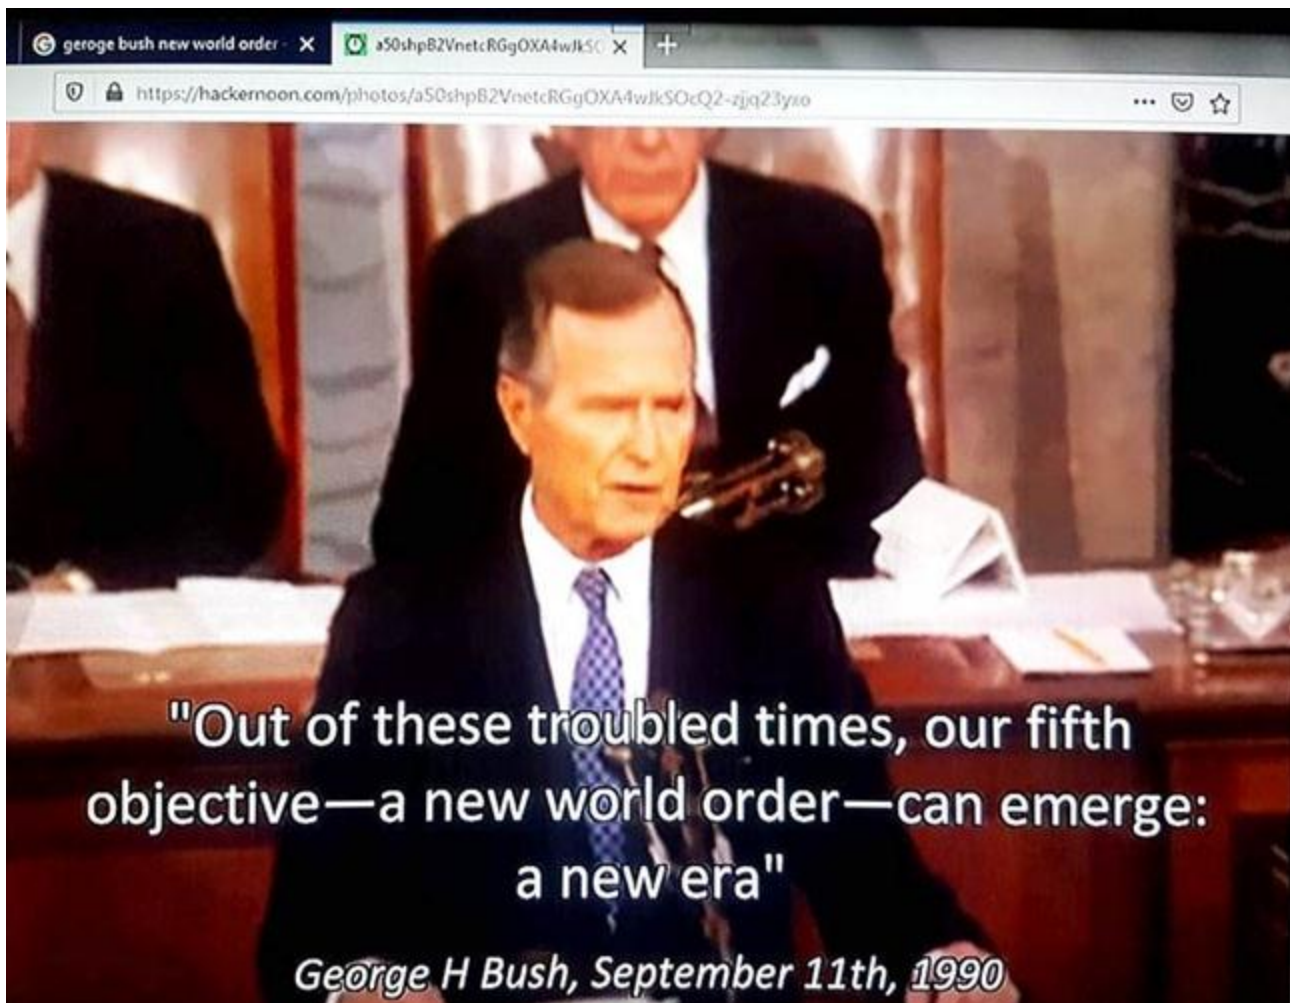 geroge bush new world order -
a50shpB2VnetcRGgOXA4wJkSO
https://hackernoon.com/photos/a50shpB2VnetcRGgOXA4wJkSOcQ2-zjjq23yxo
"Out of these troubled times, our fifth
objective—a new world order—can emerge:
a new era"
George H Bush, September 11th, 1990